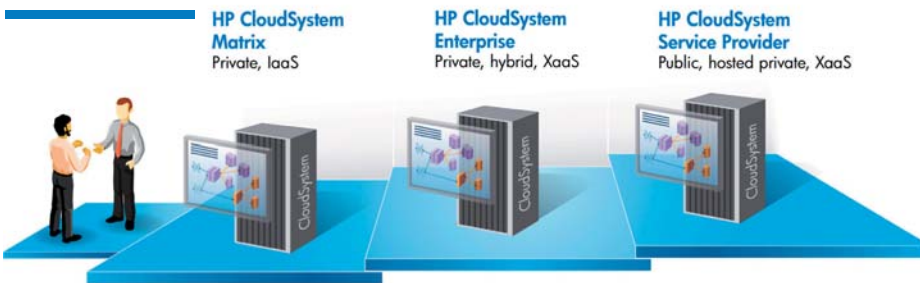 HP CloudSystem
Matrix
Private, IaaS
HP CloudSystem
Enterprise
Private, hybrid, XaaS
HP CloudSystem
Service Provider
Public, hosted private, XaaS
CloudSystem
CloudSystem
CloudSystem